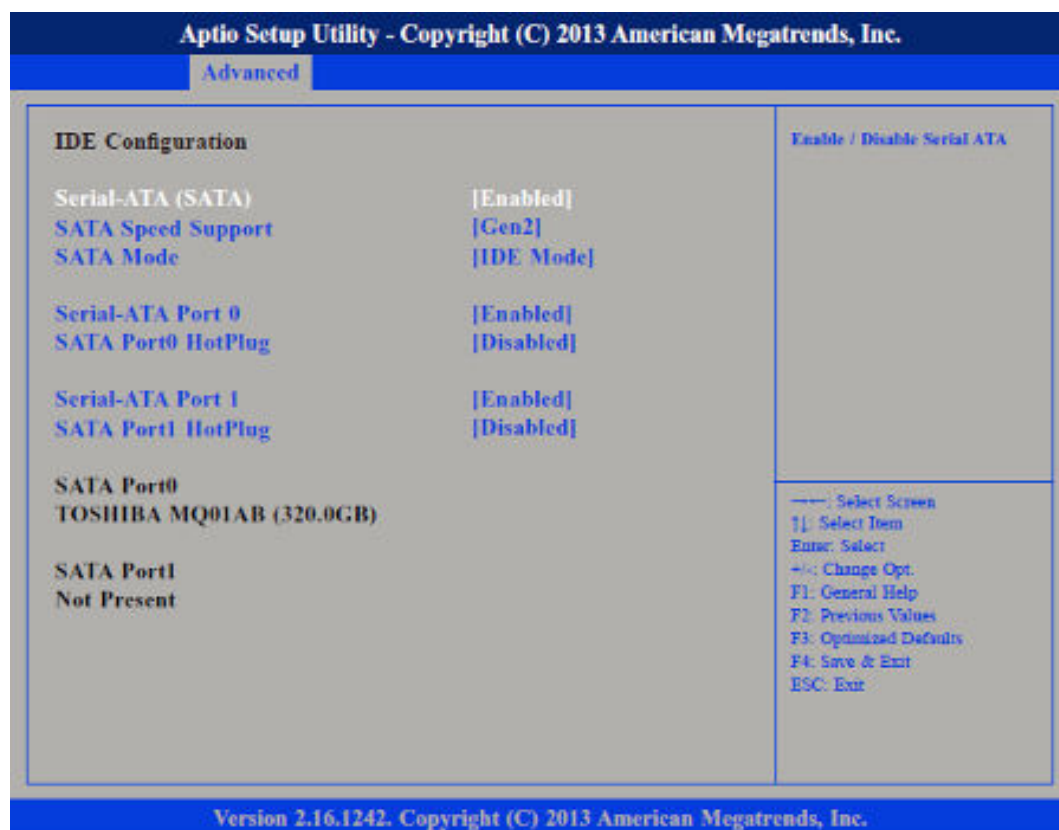 Aptio Setup Utility - Copyright (C) 2013 American Megatrends, Inc.
Advanced
IDE Configuration
Serial-ATA (SATA) [Enabled]
SATA Speed Support [Gen2]
SATA Mode [IDE Mode]
Serial-ATA Port 0 [Enabled]
SATA Port0 HotPlug [Disabled]
Serial-ATA Port 1 [Enabled]
SATA Port1 HotPlug [Disabled]
SATA Port0
TOSHIBA MQ01AB (320.0GB)
SATA Port1
Not Present
Enable / Disable Serial ATA
→←: Select Screen
↑↓: Select Item
Enter: Select
+/-: Change Opt.
F1: General Help
F2: Previous Values
F3: Optimized Defaults
F4: Save & Exit
ESC: Exit
Version 2.16.1242. Copyright (C) 2013 American Megatrends, Inc.